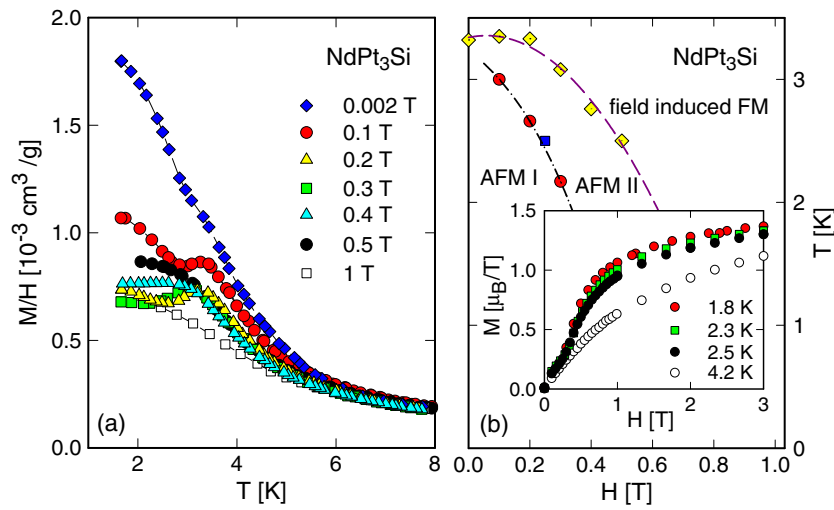 2.0
1.5
1.0
0.5
0.0
M/H [10⁻³ cm³/g]
NdPt₃Si
0.002 T
0.1 T
0.2 T
0.3 T
0.4 T
0.5 T
1 T
(a)
2 4 6 8
T [K]
NdPt₃Si
field induced FM
AFM I
AFM II
3
2
1
0
T [K]
(b)
0.0 0.2 0.4 0.6 0.8 1.0
H [T]
1.5
1.0
0.5
0.0
M [μ_B/T]
1.8 K
2.3 K
2.5 K
4.2 K
0 1 2 3
H [T]